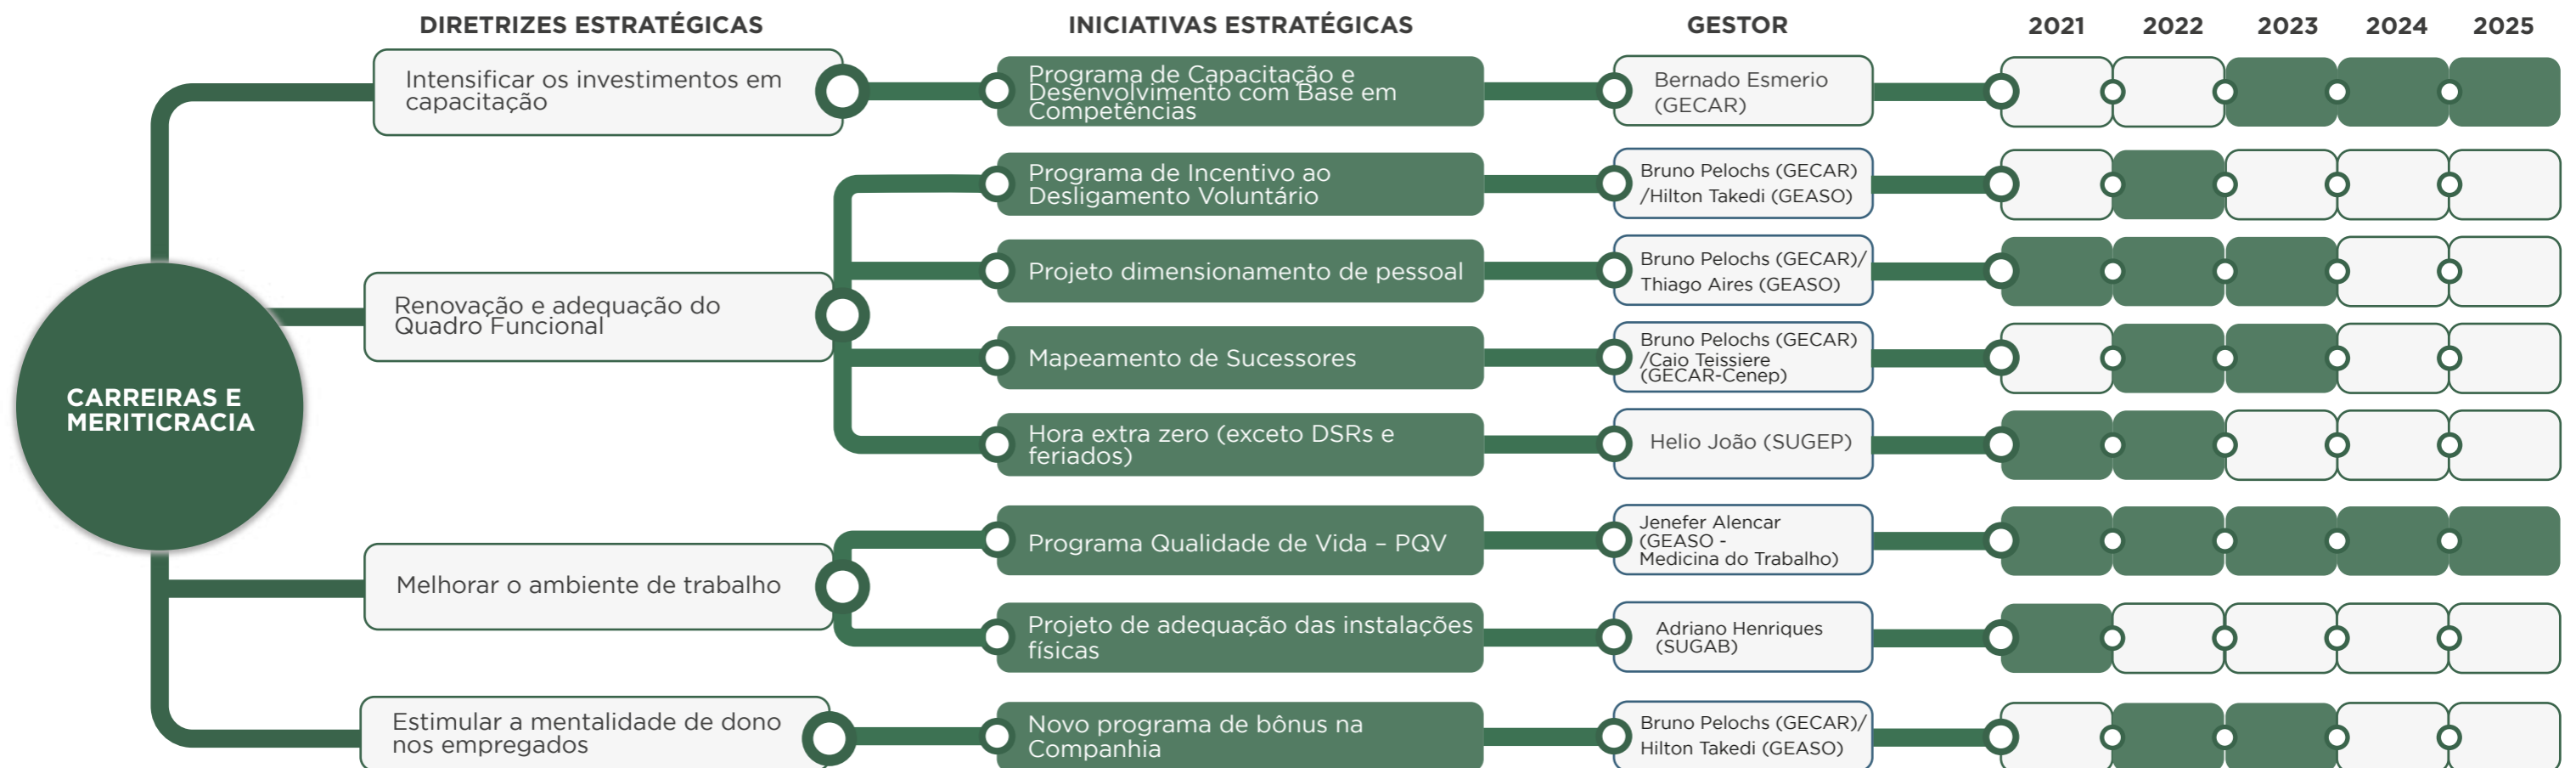 DIRETRIZES ESTRATÉGICAS
INICIATIVAS ESTRATÉGICAS
GESTOR
2021
2022
2023
2024
2025
CARREIRAS E
MERITICRACIA
Intensificar os investimentos em
capacitação
Programa de Capacitação e
Desenvolvimento com Base em
Competências
Bernado Esmerio
(GECAR)
Renovação e adequação do
Quadro Funcional
Programa de Incentivo ao
Desligamento Voluntário
Bruno Pelochs (GECAR)
/Hilton Takedi (GEASO)
Projeto dimensionamento de pessoal
Bruno Pelochs (GECAR)/
Thiago Aires (GEASO)
Mapeamento de Sucessores
Bruno Pelochs (GECAR)
/Caio Teissiere
(GECAR-Cenep)
Hora extra zero (exceto DSRs e
feriados)
Helio João (SUGEP)
Melhorar o ambiente de trabalho
Programa Qualidade de Vida – PQV
Jenefer Alencar
(GEASO -
Medicina do Trabalho)
Projeto de adequação das instalações
físicas
Adriano Henriques
(SUGAB)
Estimular a mentalidade de dono
nos empregados
Novo programa de bônus na
Companhia
Bruno Pelochs (GECAR)/
Hilton Takedi (GEASO)